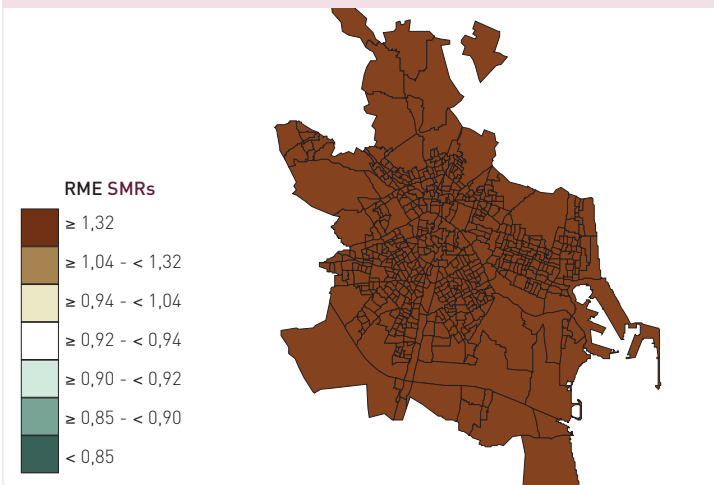 RME SMRs
≥ 1,32
≥ 1,04 - < 1,32
≥ 0,94 - < 1,04
≥ 0,92 - < 0,94
≥ 0,90 - < 0,92
≥ 0,85 - < 0,90
< 0,85